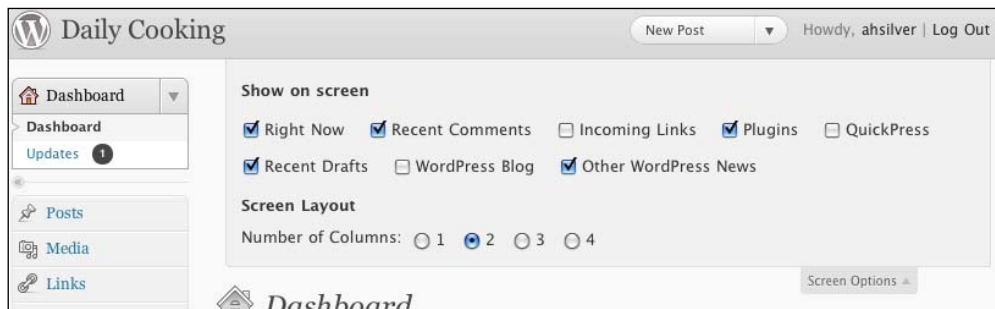 Daily Cooking
New Post
Howdy, ahsilver | Log Out
Dashboard
Dashboard
Updates 1
Posts
Media
Links
Show on screen
Right Now Recent Comments Incoming Links Plugins QuickPress
Recent Drafts WordPress Blog Other WordPress News
Screen Layout
Number of Columns: 1 2 3 4
Screen Options
Dashboard